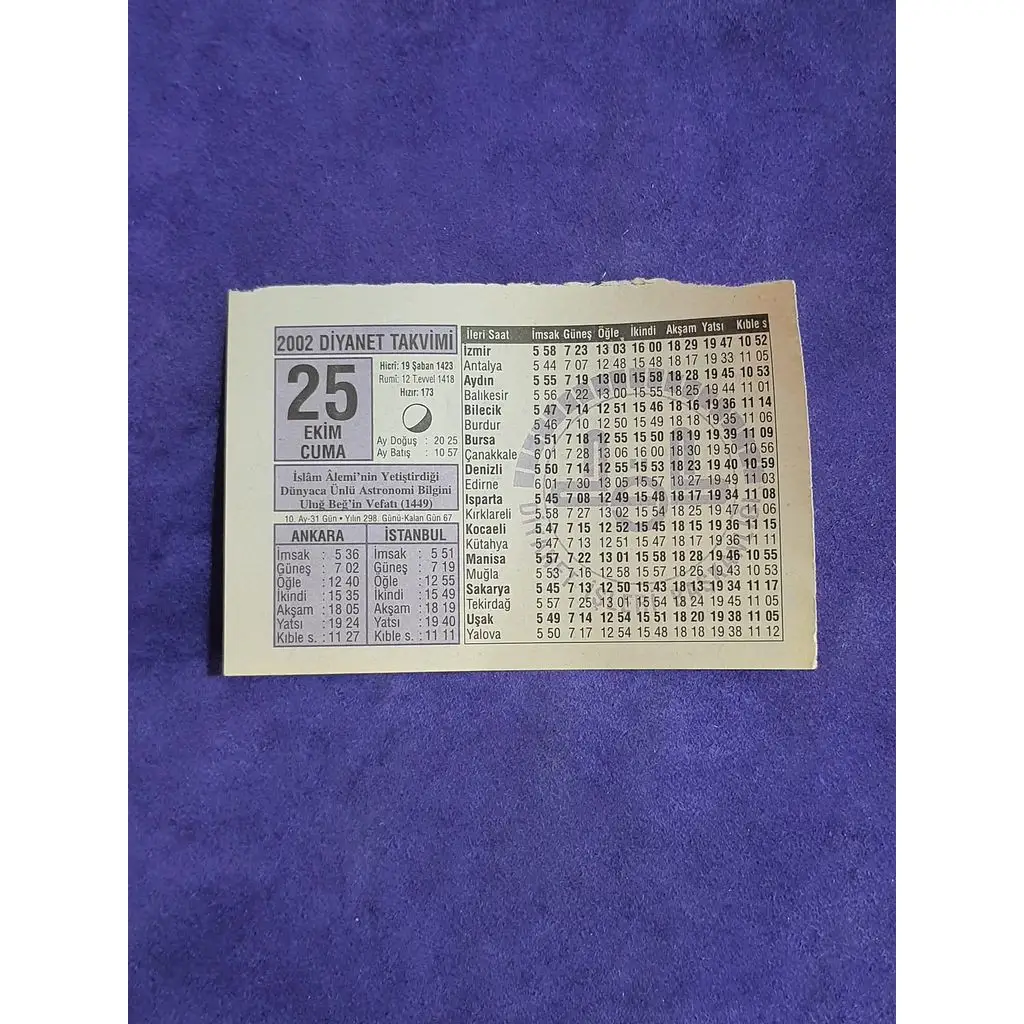 2002 DİYANET TAKVİMİ
25
EKİM
CUMA
Hicri: 19 Şaban 1423
Rumi: 12 T.evvel 1418
Hızır: 173
Ay Doğuş : 20 25
Ay Batış : 10 57
İslâm Âlemi'nin Yetiştirdiği
Dünyaca Ünlü Astronomi Bilgini
Uluğ Beğ'in Vefatı (1449)
10. Ay-31 Gün • Yılın 298. Günü-Kalan Gün 67
ANKARA
İmsak : 5 36
Güneş : 7 02
Öğle : 12 40
İkindi : 15 35
Akşam : 18 05
Yatsı : 19 24
Kıble s. : 11 27
İSTANBUL
İmsak : 5 51
Güneş : 7 19
Öğle : 12 55
İkindi : 15 49
Akşam : 18 19
Yatsı : 19 40
Kıble s. : 11 11
İleri Saat İmsak Güneş Öğle İkindi Akşam Yatsı Kıble s
İzmir 5 58 7 23 13 03 16 00 18 29 19 47 10 52
Antalya 5 44 7 07 12 48 15 48 18 17 19 33 11 05
Aydın 5 55 7 19 13 00 15 58 18 28 19 45 10 53
Balıkesir 5 56 7 22 13 00 15 55 18 25 19 44 11 01
Bilecik 5 47 7 14 12 51 15 46 18 16 19 36 11 14
Burdur 5 46 7 10 12 50 15 49 18 18 19 35 11 06
Bursa 5 51 7 18 12 55 15 50 18 19 19 39 11 09
Çanakkale 6 01 7 28 13 06 15 00 18 30 19 50 10 56
Denizli 5 50 7 14 12 55 15 53 18 23 19 40 10 59
Edirne 6 01 7 30 13 05 15 57 18 27 19 49 11 03
Isparta 5 45 7 08 12 49 15 48 18 17 19 34 11 08
Kırklareli 5 58 7 27 13 02 15 54 18 25 19 47 11 06
Kocaeli 5 47 7 15 12 52 15 45 18 15 19 36 11 15
Kütahya 5 47 7 13 12 51 15 47 18 17 19 36 11 11
Manisa 5 57 7 22 13 01 15 58 18 28 19 46 10 55
Muğla 5 53 7 16 12 58 15 57 18 26 19 43 10 53
Sakarya 5 45 7 13 12 50 15 43 18 13 19 34 11 17
Tekirdağ 5 57 7 25 13 01 15 54 18 24 19 45 11 05
Uşak 5 49 7 14 12 54 15 51 18 20 19 38 11 05
Yalova 5 50 7 17 12 54 15 48 18 18 19 38 11 12